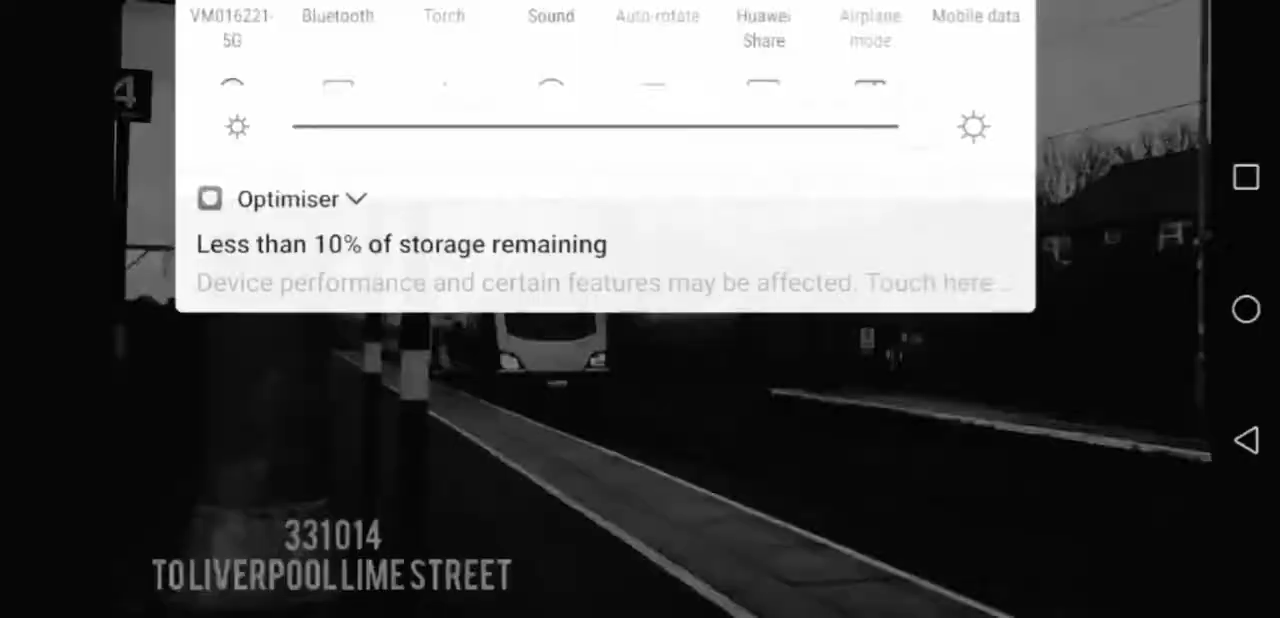 VM016221-
5G
Bluetooth
Torch
Sound
Auto-rotate
Huawei
Share
Airplane
mode
Mobile data
4
Optimiser
Less than 10% of storage remaining
Device performance and certain features may be affected. Touch here ...
331014
TO LIVERPOOL LIME STREET